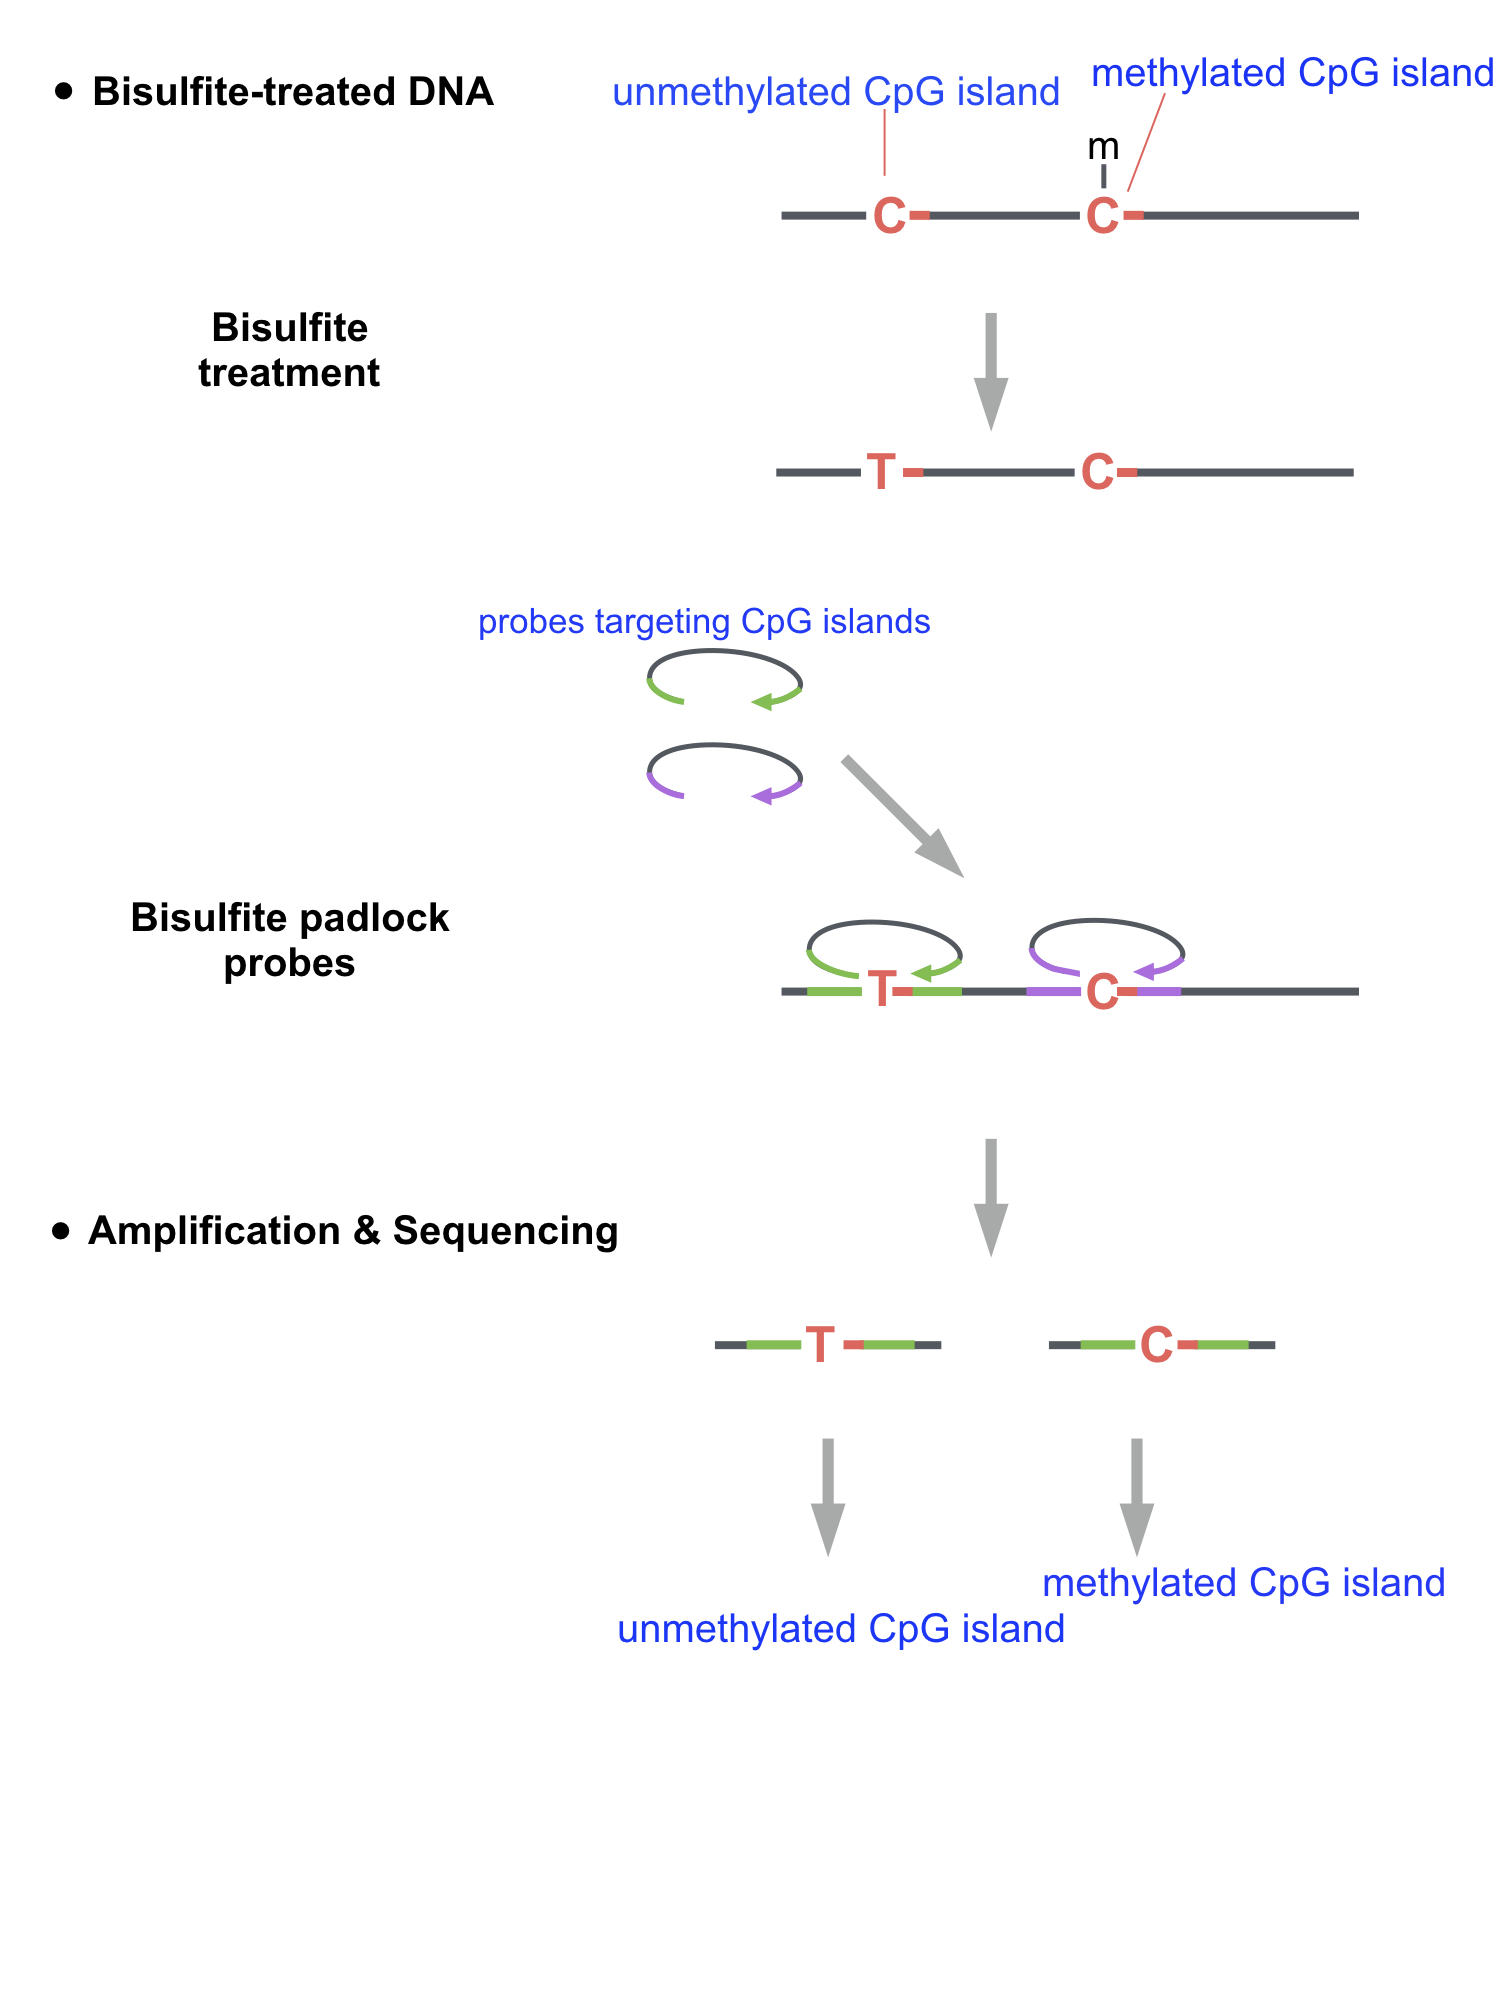 • Bisulfite-treated DNA
unmethylated CpG island
methylated CpG island
m
C
C
Bisulfite
treatment
T
C
probes targeting CpG islands
Bisulfite padlock
probes
T
C
• Amplification & Sequencing
T
C
methylated CpG island
unmethylated CpG island